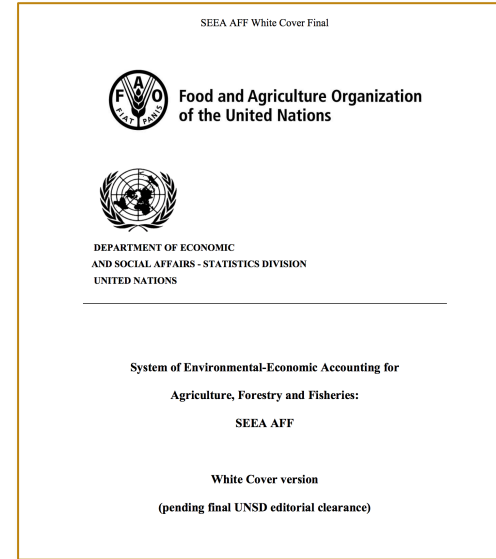 SEEA AFF White Cover Final
F A O
FIAT PANIS
Food and Agriculture Organization
of the United Nations
DEPARTMENT OF ECONOMIC
AND SOCIAL AFFAIRS - STATISTICS DIVISION
UNITED NATIONS
System of Environmental-Economic Accounting for
Agriculture, Forestry and Fisheries:
SEEA AFF
White Cover version
(pending final UNSD editorial clearance)